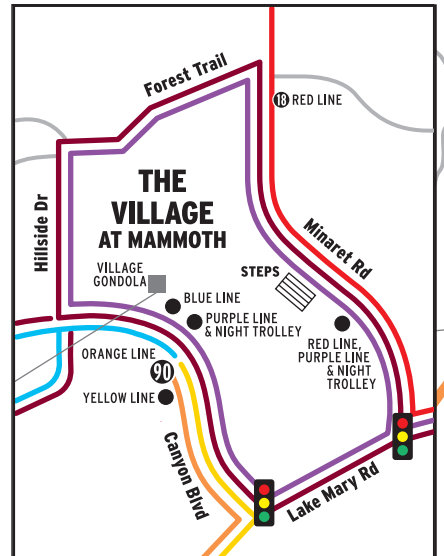 Forest Trail
18 RED LINE
THE
VILLAGE
AT MAMMOTH
Hillside Dr
Minaret Rd
VILLAGE
GONDOLA
STEPS
BLUE LINE
PURPLE LINE
& NIGHT TROLLEY
RED LINE,
PURPLE LINE
& NIGHT
TROLLEY
ORANGE LINE
90
YELLOW LINE
Canyon Blvd
Lake Mary Rd